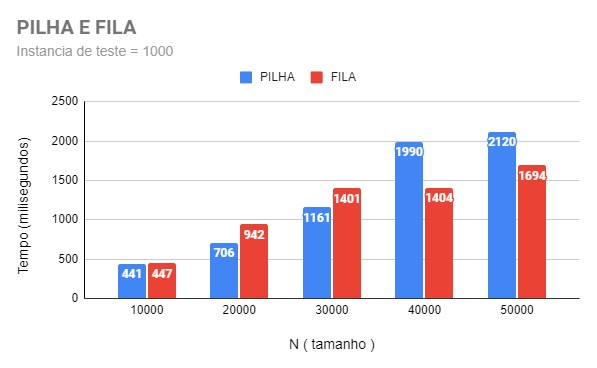 PILHA E FILA
Instancia de teste = 1000
PILHA FILA
Tempo (milisegundos)
2500
2000
1500
1000
500
0
441 447 706 942 1161 1401 1990 1404 2120 1694
10000 20000 30000 40000 50000
N ( tamanho )